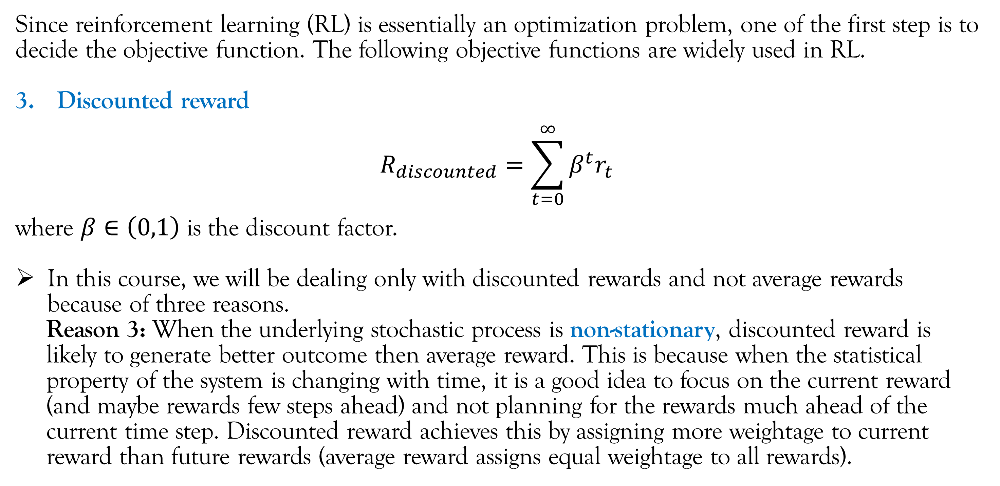 Since reinforcement learning (RL) is essentially an optimization problem, one of the first step is to
decide the objective function. The following objective functions are widely used in RL.
3. Discounted reward
R_{discounted} = \sum_{t=0}^{\infty} β^t r_t
where β ∈ (0,1) is the discount factor.
➢ In this course, we will be dealing only with discounted rewards and not average rewards
because of three reasons.
Reason 3: When the underlying stochastic process is non-stationary, discounted reward is
likely to generate better outcome then average reward. This is because when the statistical
property of the system is changing with time, it is a good idea to focus on the current reward
(and maybe rewards few steps ahead) and not planning for the rewards much ahead of the
current time step. Discounted reward achieves this by assigning more weightage to current
reward than future rewards (average reward assigns equal weightage to all rewards).